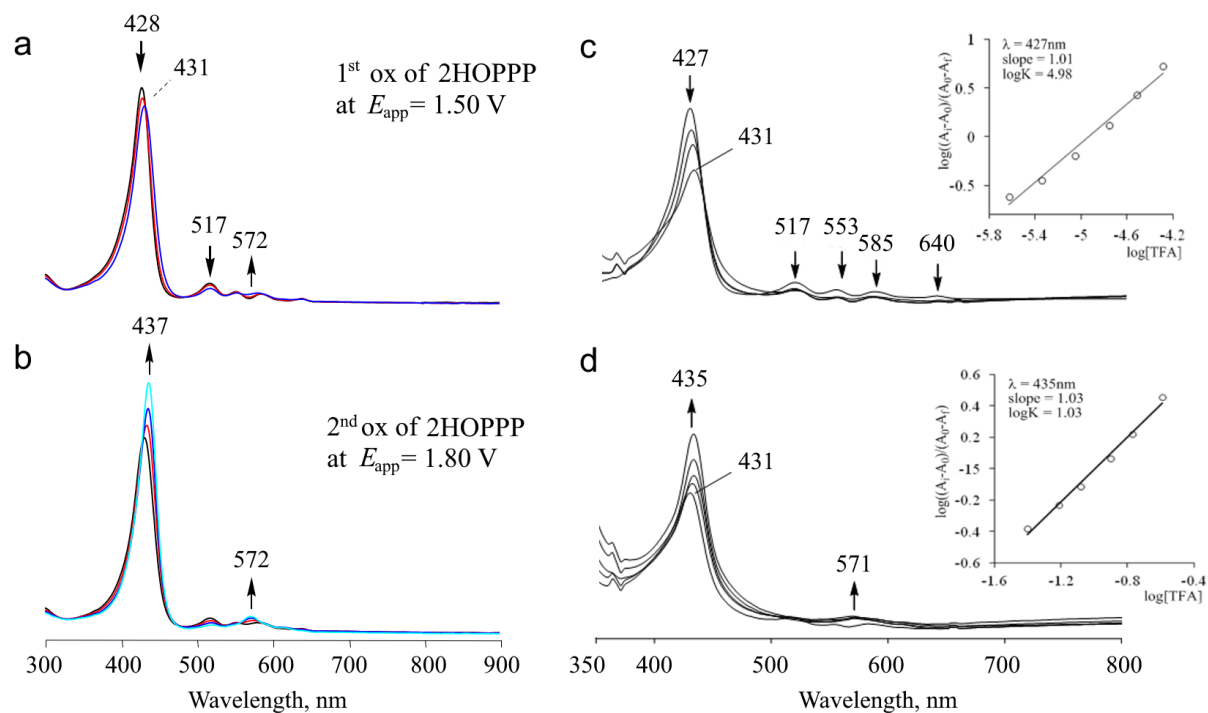 a
428
431
1st ox of 2HOPPP
at Eapp= 1.50 V
517
572
b
437
2nd ox of 2HOPPP
at Eapp= 1.80 V
572
300 400 500 600 700 800 900
Wavelength, nm
c
427
431
517
553
585
640
λ = 427nm
slope = 1.01
logK = 4.98
log((Ai-A0)/(A0-Af)
1
0.5
0
-0.5
-5.8 -5.4 -5 -4.6 -4.2
log[TFA]
d
435
431
571
λ = 435nm
slope = 1.03
logK = 1.03
log((Ai-A0)/(A0-Af)
0.6
0.4
0.2
-15
-0.2
-0.4
-0.6
-1.6 -1.2 -0.8 -0.4
log[TFA]
350 400 500 600 700 800
Wavelength, nm